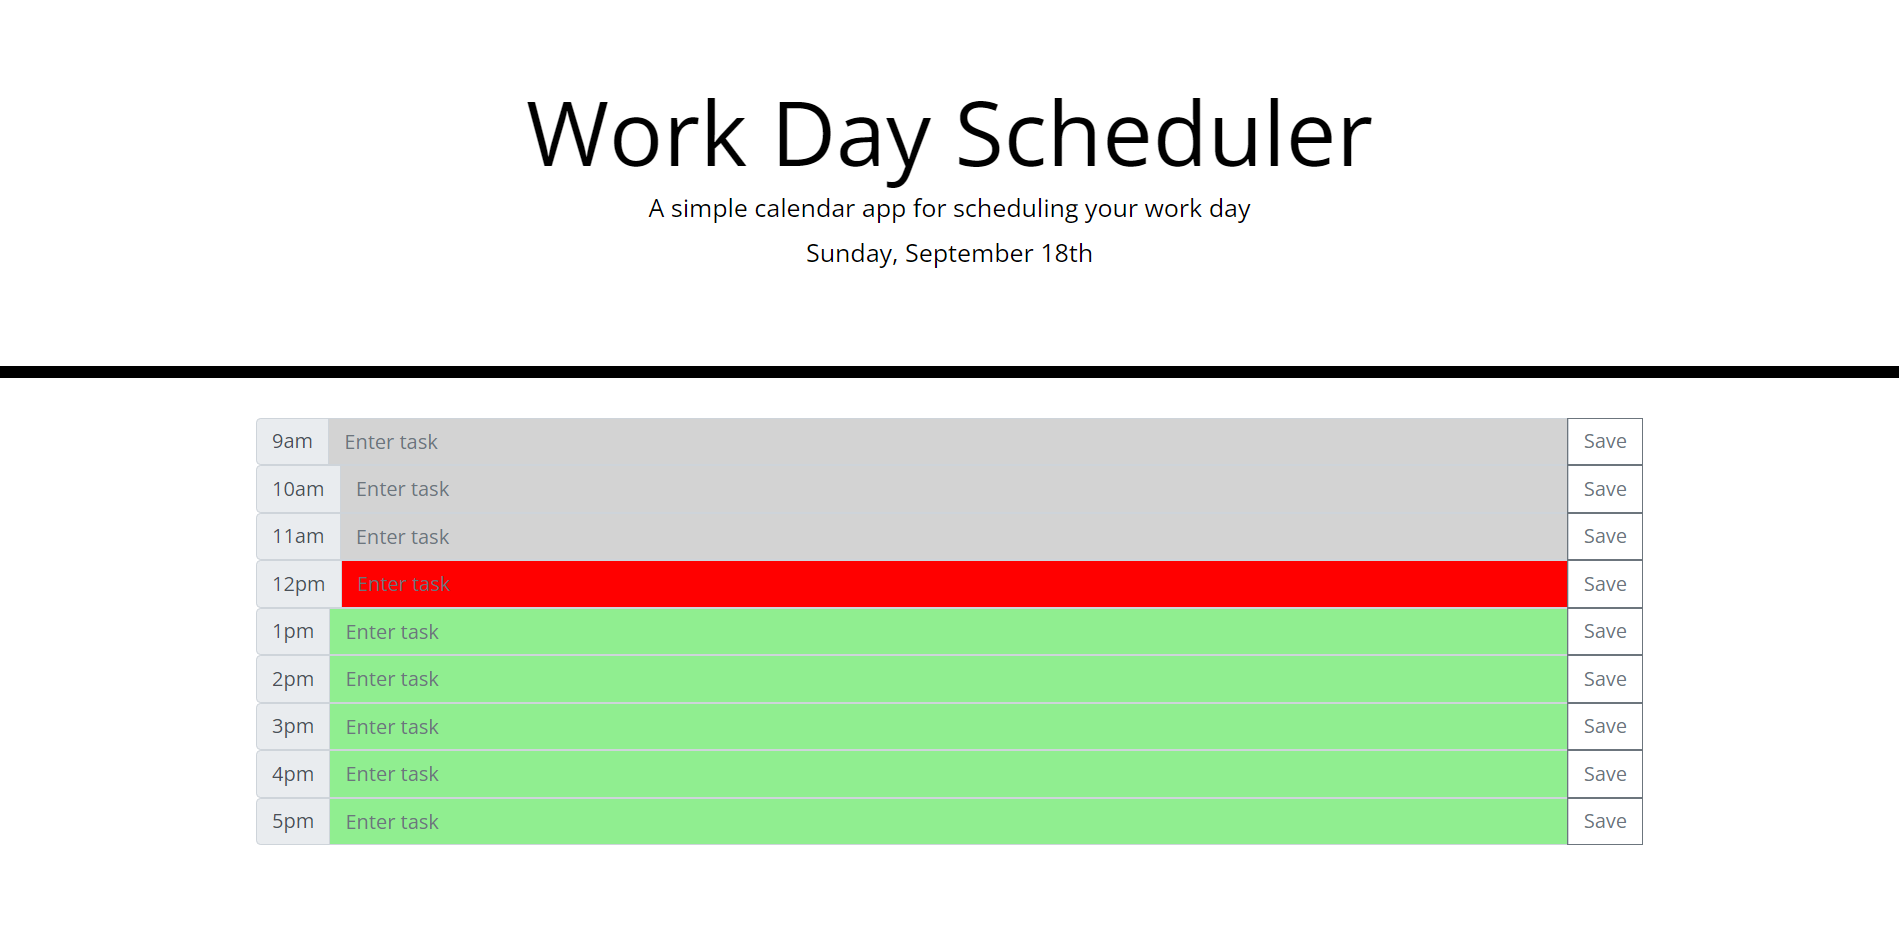 Work Day Scheduler
A simple calendar app for scheduling your work day
Sunday, September 18th
9am Enter task Save
10am Enter task Save
11am Enter task Save
12pm Enter task Save
1pm Enter task Save
2pm Enter task Save
3pm Enter task Save
4pm Enter task Save
5pm Enter task Save